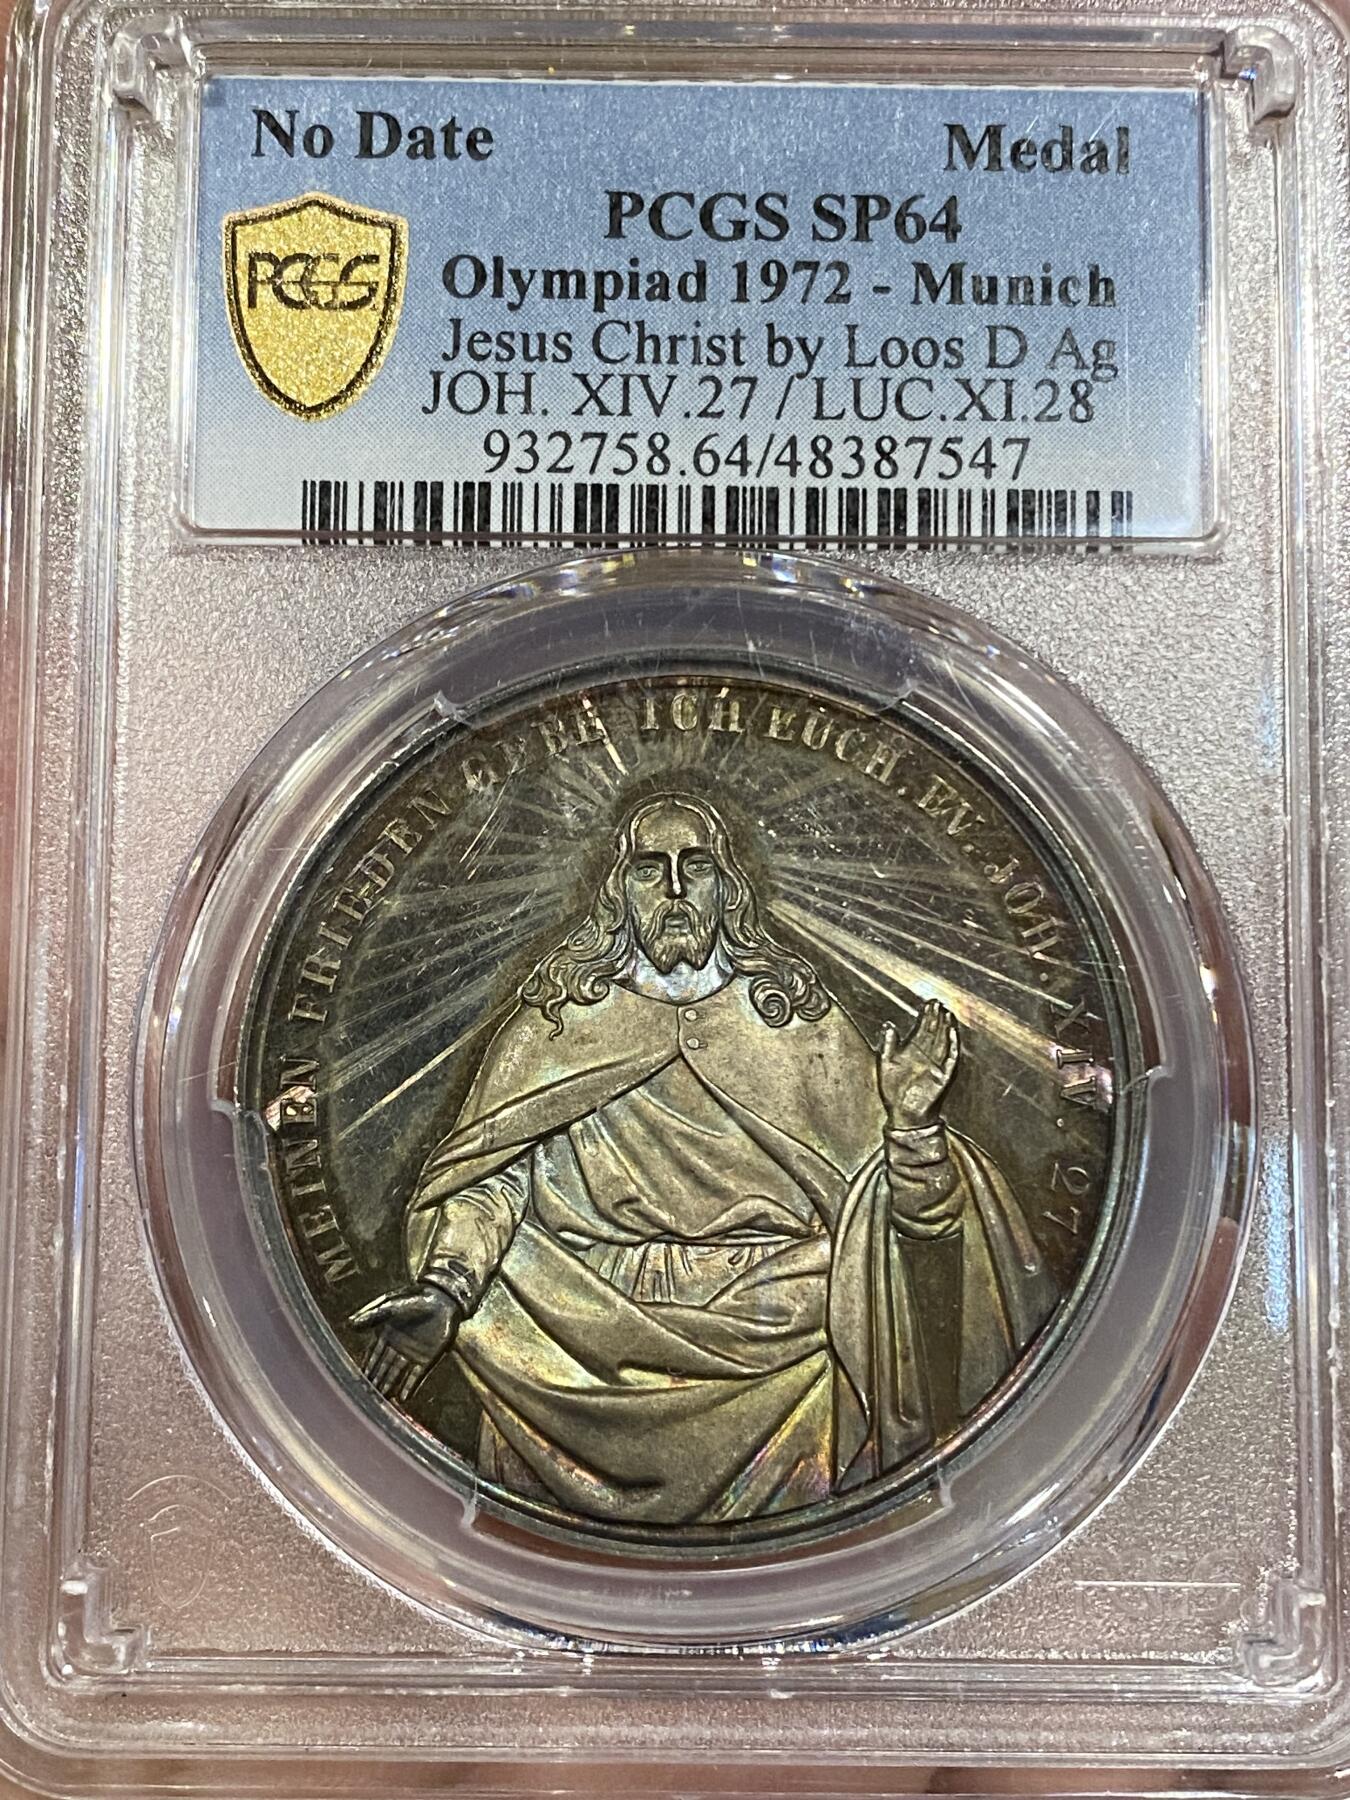 No Date
Medal
PCGS SP64
PCGS
Olympiad 1972 - Munich
Jesus Christ by Loos D Ag
JOH. XIV.27 / LUC.XI.28
932758.64/48387547
MEINEN FRIEDEN GEBE ICH EUCH. EV. JOH. XIV. 27